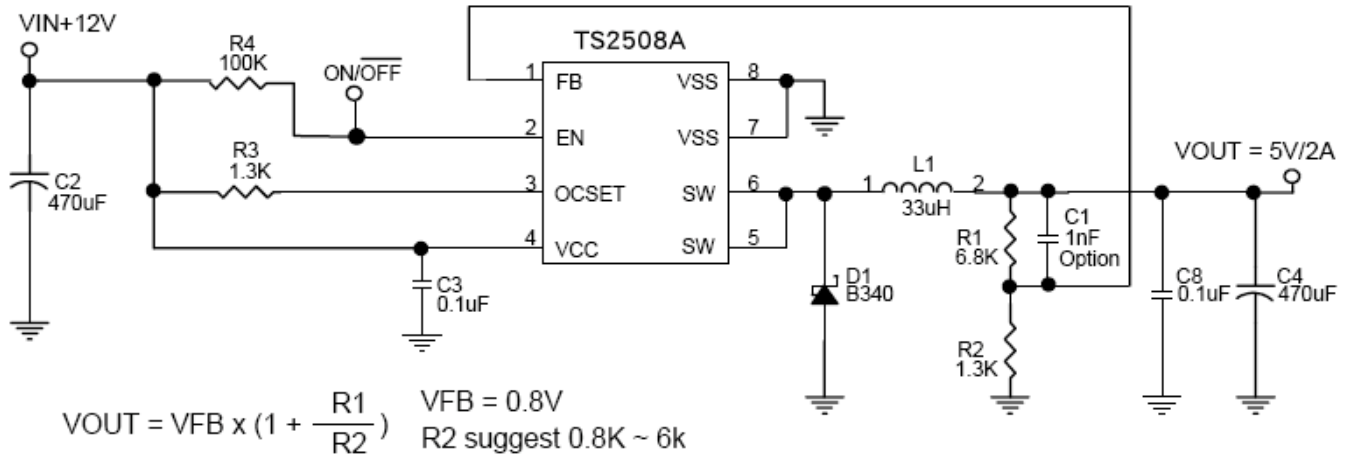 VIN+12V
R4
100K
ON/OFF
TS2508A
1
FB
VSS
8
2
EN
VSS
7
R3
1.3K
3
OCSET
SW
6
4
VCC
SW
5
C2
470uF
C3
0.1uF
D1
B340
1
L1
2
33uH
VOUT = 5V/2A
R1
6.8K
C1
1nF
Option
R2
1.3K
C8
0.1uF
C4
470uF
VOUT = VFB x (1 + R1/R2)
VFB = 0.8V
R2 suggest 0.8K ~ 6k